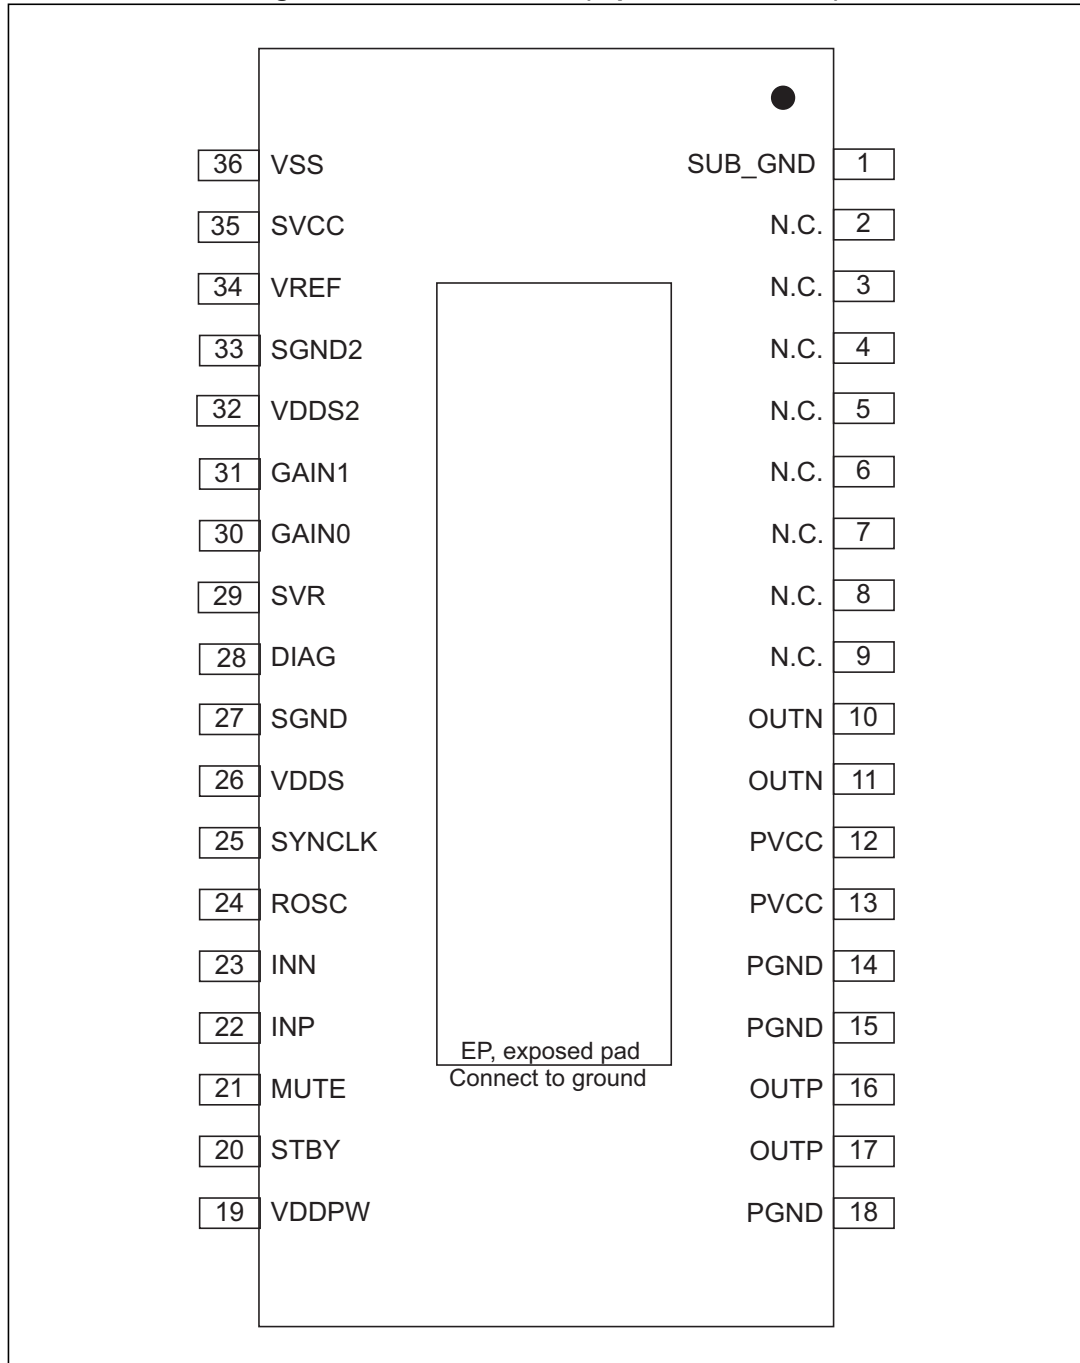 36 VSS SUB_GND 1
35 SVCC N.C. 2
34 VREF N.C. 3
33 SGND2 N.C. 4
32 VDDS2 N.C. 5
31 GAIN1 N.C. 6
30 GAIN0 N.C. 7
29 SVR N.C. 8
28 DIAG N.C. 9
27 SGND OUTN 10
26 VDDS OUTN 11
25 SYNCLK PVCC 12
24 ROSC PVCC 13
23 INN PGND 14
22 INP PGND 15
EP, exposed pad
Connect to ground
21 MUTE OUTP 16
20 STBY OUTP 17
19 VDDPW PGND 18